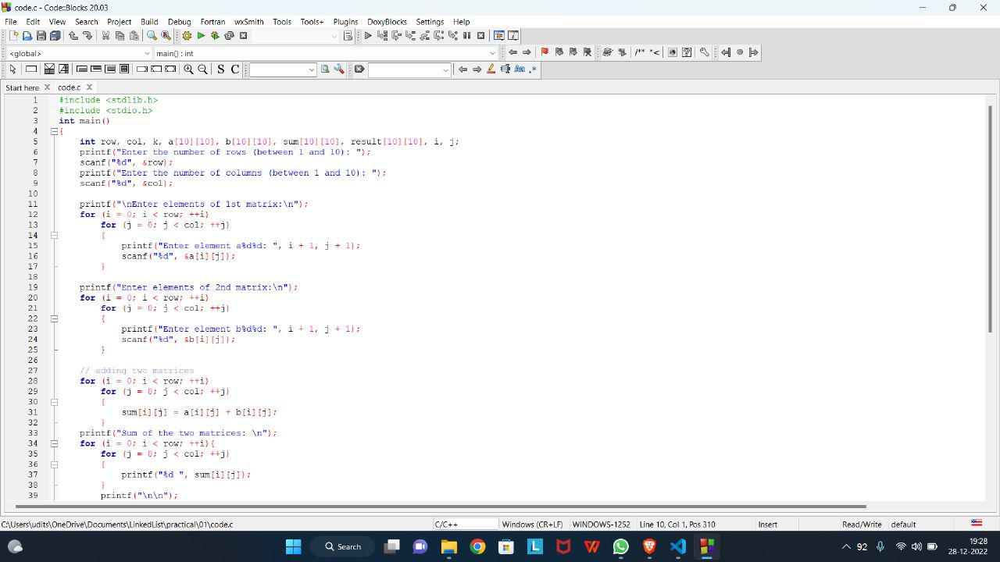 code.c - Code::Blocks 20.03
File Edit View Search Project Build Debug Fortran wxSmith Tools Tools+ Plugins DoxyBlocks Settings Help
<global> main() : int
/** *<
S C
Aa .*
Start here code.c
1 #include <stdlib.h>
2 #include <stdio.h>
3 int main()
4 {
5 int row, col, k, a[10][10], b[10][10], sum[10][10], result[10][10], i, j;
6 printf("Enter the number of rows (between 1 and 10): ");
7 scanf("%d", &row);
8 printf("Enter the number of columns (between 1 and 10): ");
9 scanf("%d", &col);
10
11 printf("\nEnter elements of 1st matrix:\n");
12 for (i = 0; i < row; ++i)
13 for (j = 0; j < col; ++j)
14 {
15 printf("Enter element a%d%d: ", i + 1, j + 1);
16 scanf("%d", &a[i][j]);
17 }
18
19 printf("Enter elements of 2nd matrix:\n");
20 for (i = 0; i < row; ++i)
21 for (j = 0; j < col; ++j)
22 {
23 printf("Enter element b%d%d: ", i + 1, j + 1);
24 scanf("%d", &b[i][j]);
25 }
26
27 // adding two matrices
28 for (i = 0; i < row; ++i)
29 for (j = 0; j < col; ++j)
30 {
31 sum[i][j] = a[i][j] + b[i][j];
32 }
33 printf("Sum of the two matrices: \n");
34 for (i = 0; i < row; ++i){
35 for (j = 0; j < col; ++j)
36 {
37 printf("%d ", sum[i][j]);
38 }
39 printf("\n\n");
C:\Users\udits\OneDrive\Documents\LinkedList\practical\01\code.c C/C++ Windows (CR+LF) WINDOWS-1252 Line 10, Col 1, Pos 310 Insert Read/Write default
Search L W 92 19:28
28-12-2022